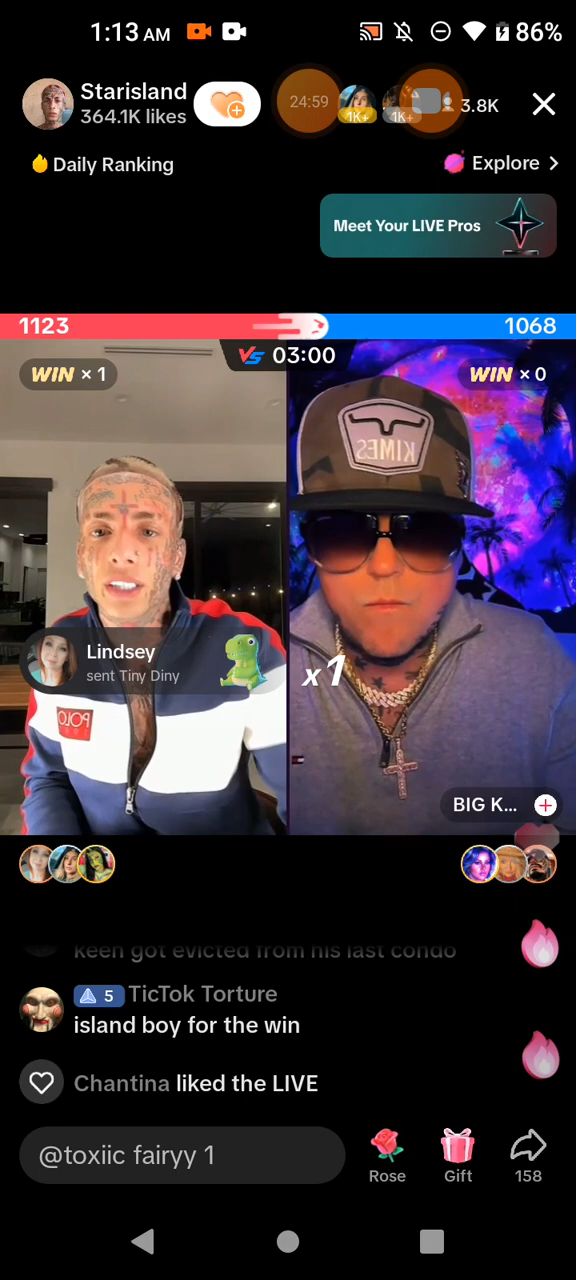 1:13 AM
86%
Starisland
364.1K likes
24:59
1K+
1K+
3.8K
Daily Ranking
Explore
Meet Your LIVE Pros
1123
1068
VS 03:00
WIN × 1
WIN × 0
KIMES
Lindsey
sent Tiny Diny
x1
POLO
BIG K...
keen got evicted from his last condo
5 TicTok Torture
island boy for the win
Chantina liked the LIVE
@toxiic fairyy 1
Rose
Gift
158